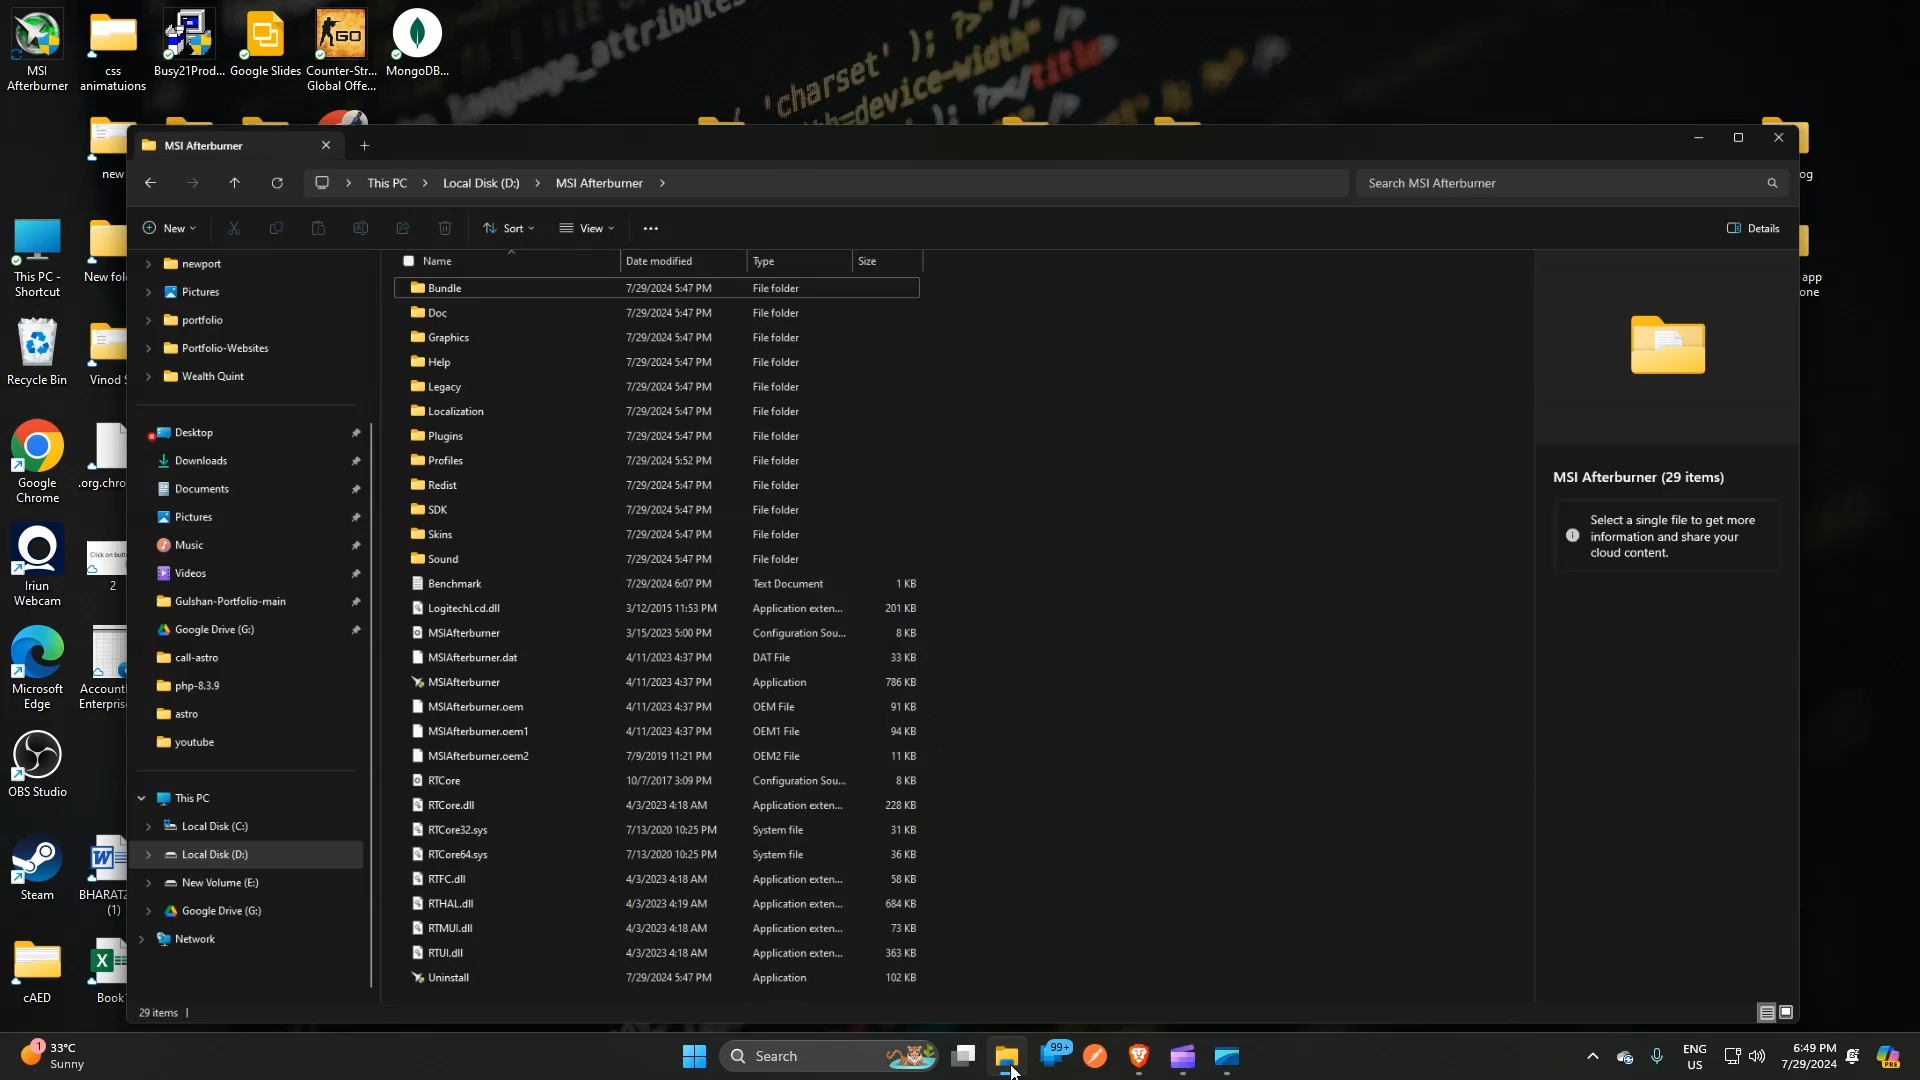 language_attributes
'charset' ); ?>" />
th=device-width"
></title>
MSI
Afterburner
css
animatuions
Busy21Prod...
Google Slides
Counter-Str...
Global Offe...
MongoDB...
new
This PC -
Shortcut
New fol
Recycle Bin
Vinod S
Google
Chrome
.org.chro
Iriun
Webcam
Click on butt
2
Microsoft
Edge
Account
Enterpris
OBS Studio
Steam
BHARAT2
(1)
cAED
Book1
og
app
one
MSI Afterburner
This PC
Local Disk (D:)
MSI Afterburner
Search MSI Afterburner
New
Sort
View
Details
newport
Pictures
portfolio
Portfolio-Websites
Wealth Quint
Desktop
Downloads
Documents
Pictures
Music
Videos
Gulshan-Portfolio-main
Google Drive (G:)
call-astro
php-8.3.9
astro
youtube
This PC
Local Disk (C:)
Local Disk (D:)
New Volume (E:)
Google Drive (G:)
Network
Name Date modified Type Size
Bundle 7/29/2024 5:47 PM File folder
Doc 7/29/2024 5:47 PM File folder
Graphics 7/29/2024 5:47 PM File folder
Help 7/29/2024 5:47 PM File folder
Legacy 7/29/2024 5:47 PM File folder
Localization 7/29/2024 5:47 PM File folder
Plugins 7/29/2024 5:47 PM File folder
Profiles 7/29/2024 5:52 PM File folder
Redist 7/29/2024 5:47 PM File folder
SDK 7/29/2024 5:47 PM File folder
Skins 7/29/2024 5:47 PM File folder
Sound 7/29/2024 5:47 PM File folder
Benchmark 7/29/2024 6:07 PM Text Document 1 KB
LogitechLcd.dll 3/12/2015 11:53 PM Application exten... 201 KB
MSIAfterburner 3/15/2023 5:00 PM Configuration Sou... 8 KB
MSIAfterburner.dat 4/11/2023 4:37 PM DAT File 33 KB
MSIAfterburner 4/11/2023 4:37 PM Application 786 KB
MSIAfterburner.oem 4/11/2023 4:37 PM OEM File 91 KB
MSIAfterburner.oem1 4/11/2023 4:37 PM OEM1 File 94 KB
MSIAfterburner.oem2 7/9/2019 11:21 PM OEM2 File 11 KB
RTCore 10/7/2017 3:09 PM Configuration Sou... 8 KB
RTCore.dll 4/3/2023 4:18 AM Application exten... 228 KB
RTCore32.sys 7/13/2020 10:25 PM System file 31 KB
RTCore64.sys 7/13/2020 10:25 PM System file 36 KB
RTFC.dll 4/3/2023 4:18 AM Application exten... 58 KB
RTHAL.dll 4/3/2023 4:19 AM Application exten... 684 KB
RTMUI.dll 4/3/2023 4:18 AM Application exten... 73 KB
RTUI.dll 4/3/2023 4:18 AM Application exten... 363 KB
Uninstall 7/29/2024 5:47 PM Application 102 KB
MSI Afterburner (29 items)
Select a single file to get more
information and share your
cloud content.
29 items
1
33°C
Sunny
Search
99+
ENG
US
6:49 PM
7/29/2024
PRE